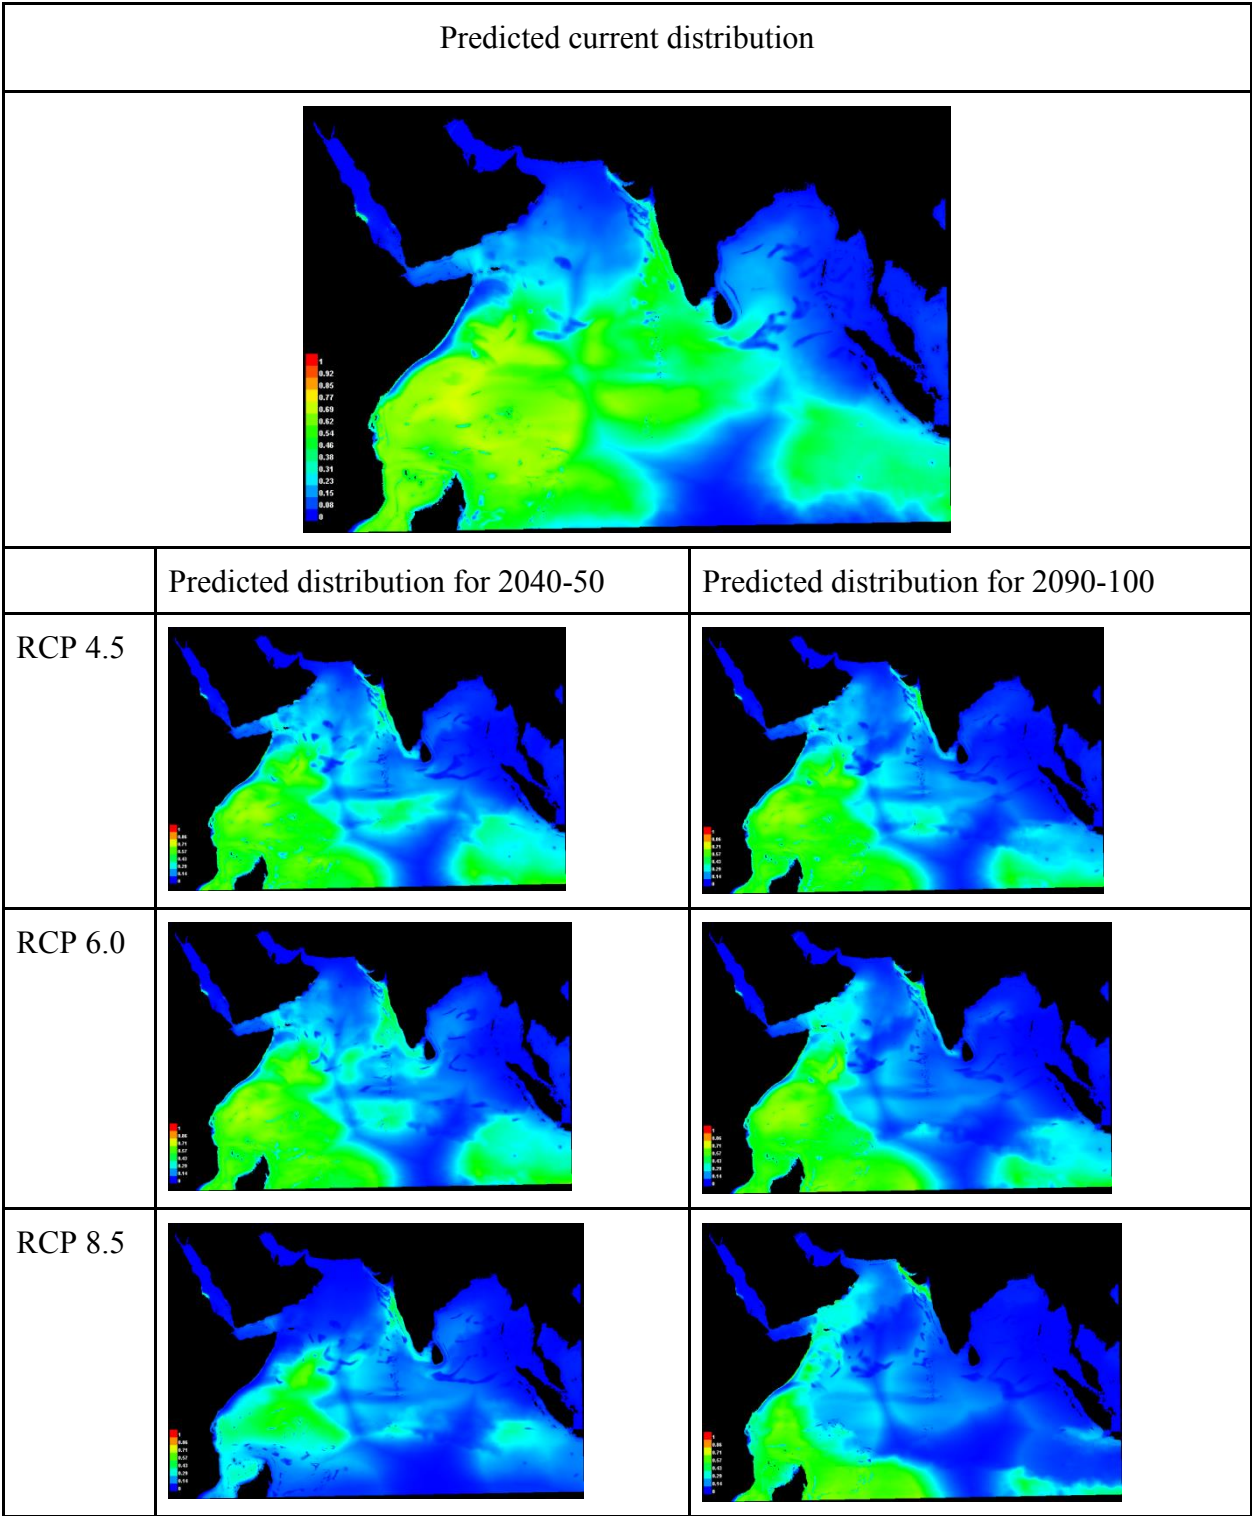 Predicted current distribution
1
0.92
0.85
0.77
0.69
0.62
0.54
0.46
0.38
0.31
0.23
0.15
0.08
0
Predicted distribution for 2040-50
Predicted distribution for 2090-100
RCP 4.5
RCP 6.0
RCP 8.5